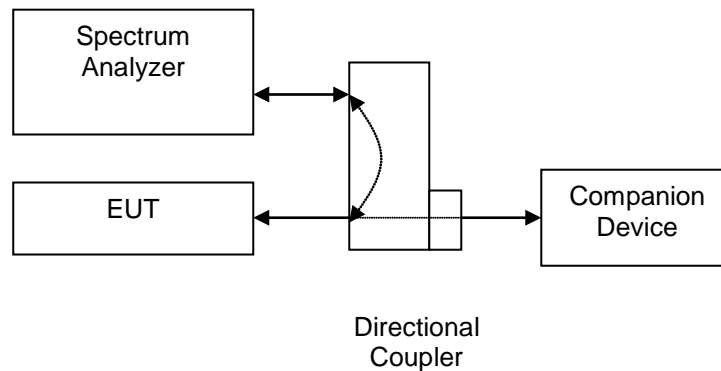 Spectrum
Analyzer
EUT
Companion
Device
Directional
Coupler